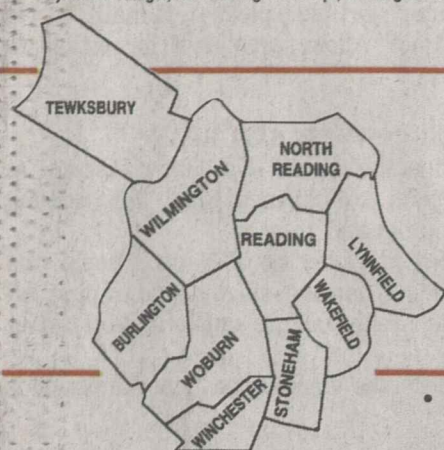 TEWKSBURY
NORTH
READING
WILMINGTON
READING
LYNNFIELD
BURLINGTON
WAKEFIELD
WOBURN
STONEHAM
WINCHESTER